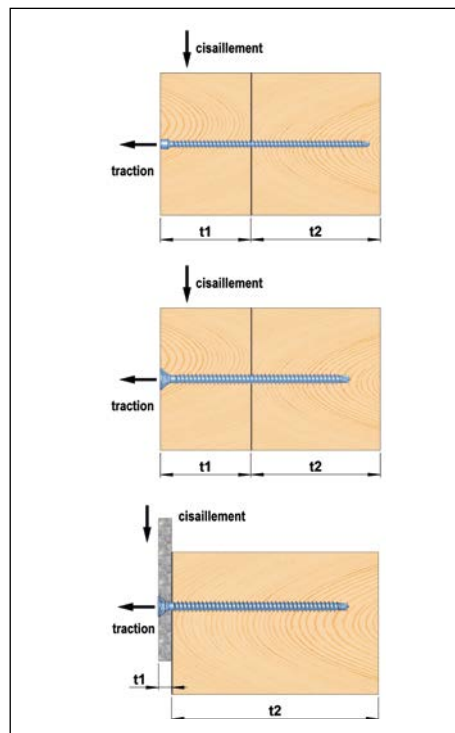 cisaillement
traction
t1 t2
cisaillement
traction
t1 t2
cisaillement
traction
t1
t2